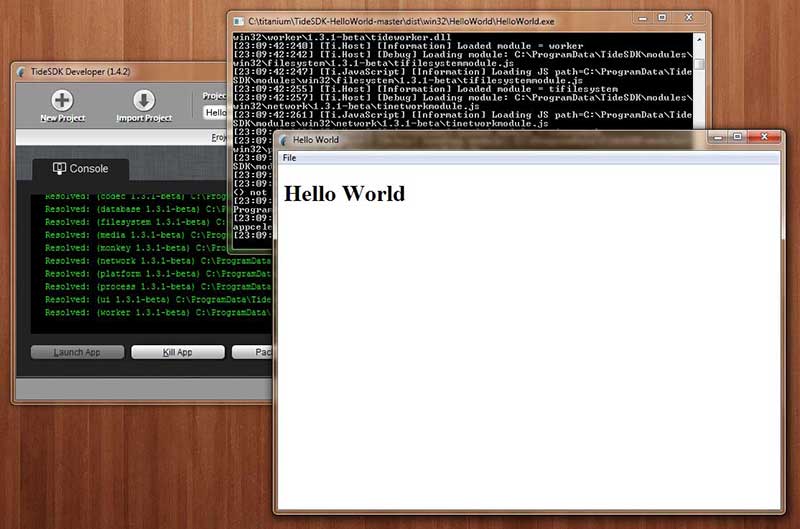 C:\titanium\TideSDK-HelloWorld-master\dist\win32\HelloWorld\HelloWorld.exe
win32\worker\1.3.1-beta\tideworker.dll
[23:09:42:240] [Ti.Host] [Information] Loaded module = worker
[23:09:42:242] [Ti.Host] [Debug] Loading module: C:\ProgramData\TideSDK\modules\
win32\filesystem\1.3.1-beta\tifilesystemmodule.js
[23:09:42:247] [Ti.JavaScript] [Information] Loading JS path=C:\ProgramData\Tide
SDK\modules\win32\filesystem\1.3.1-beta\tifilesystemmodule.js
[23:09:42:255] [Ti.Host] [Information] Loaded module = tifilesystem
[23:09:42:257] [Ti.Host] [Debug] Loading module: C:\ProgramData\TideSDK\modules\
win32\network\1.3.1-beta\tinetworkmodule.js
[23:09:42:261] [Ti.JavaScript] [Information] Loading JS path=C:\ProgramData\Tide
SDK\modules\win32\network\1.3.1-beta\tinetworkmodule.js
[23:09:
[23:09:
win32\p
[23:09:
SDK\mod
[23:09:
{} not
[23:09:
Program
[23:09:
appcele
[23:09:
TideSDK Developer (1.4.2)
New Project
Import Project
Projec
Hello
Proje
Console
Resolved: (codec 1.3.1-beta) C:\Prog
Resolved: (database 1.3.1-beta) C:\P
Resolved: (filesystem 1.3.1-beta) C:
Resolved: (media 1.3.1-beta) C:\Prog
Resolved: (monkey 1.3.1-beta) C:\Pro
Resolved: (network 1.3.1-beta) C:\Pr
Resolved: (platform 1.3.1-beta) C:\P
Resolved: (process 1.3.1-beta) C:\Pr
Resolved: (ui 1.3.1-beta) C:\ProgramData\Tide
Resolved: (worker 1.3.1-beta) C:\ProgramData\
Launch App
Kill App
Pac
Hello World
File
Hello World